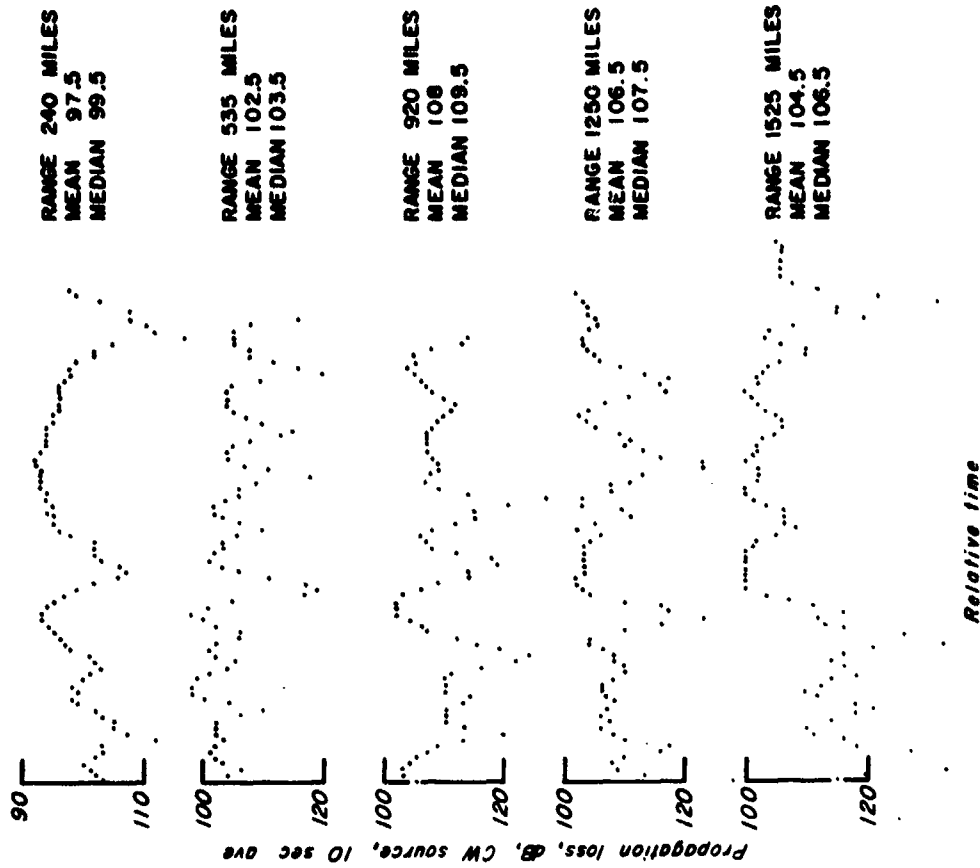 Propagation loss, dB, CW source, 10 sec ave
90
110
RANGE 240 MILES
MEAN 97.5
MEDIAN 99.5
100
120
RANGE 535 MILES
MEAN 102.5
MEDIAN 103.5
100
120
RANGE 920 MILES
MEAN 108
MEDIAN 109.5
100
120
RANGE 1250 MILES
MEAN 106.5
MEDIAN 107.5
100
120
RANGE 1525 MILES
MEAN 104.5
MEDIAN 106.5
Relative time